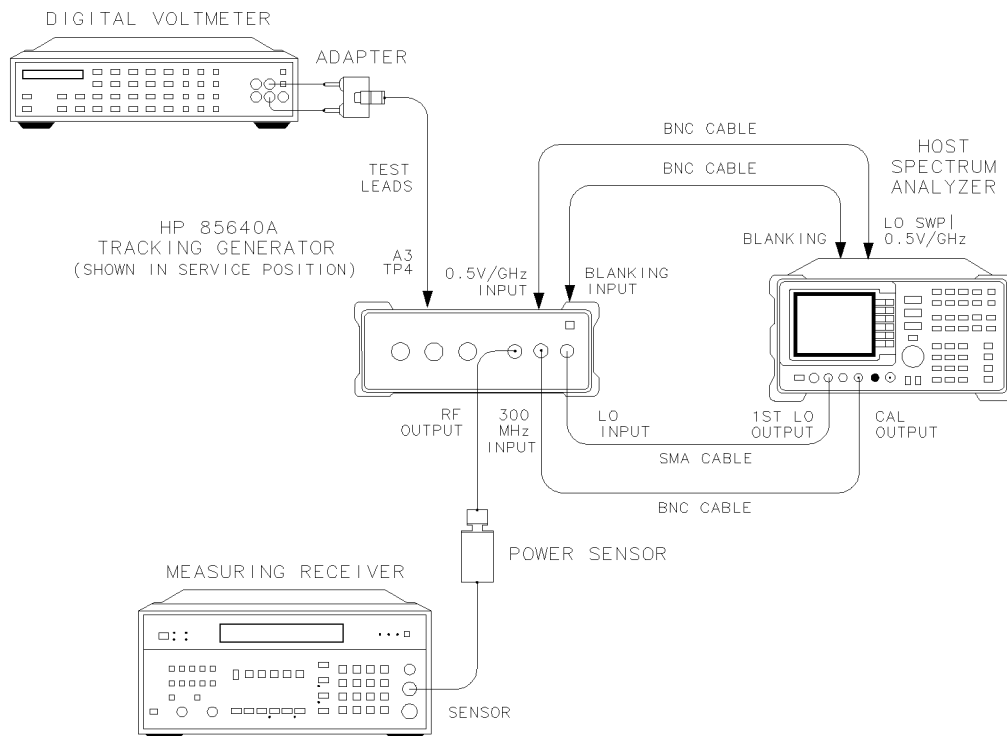 DIGITAL VOLTMETER
ADAPTER
BNC CABLE
BNC CABLE
HOST
SPECTRUM
ANALYZER
TEST
LEADS
HP 85640A
TRACKING GENERATOR
(SHOWN IN SERVICE POSITION)
A3
TP4
0.5V/GHz
INPUT
BLANKING
INPUT
BLANKING
LO SWP|
0.5V/GHz
RF
OUTPUT
300
MHz
INPUT
LO
INPUT
1ST LO
OUTPUT
CAL
OUTPUT
SMA CABLE
BNC CABLE
POWER SENSOR
MEASURING RECEIVER
SENSOR